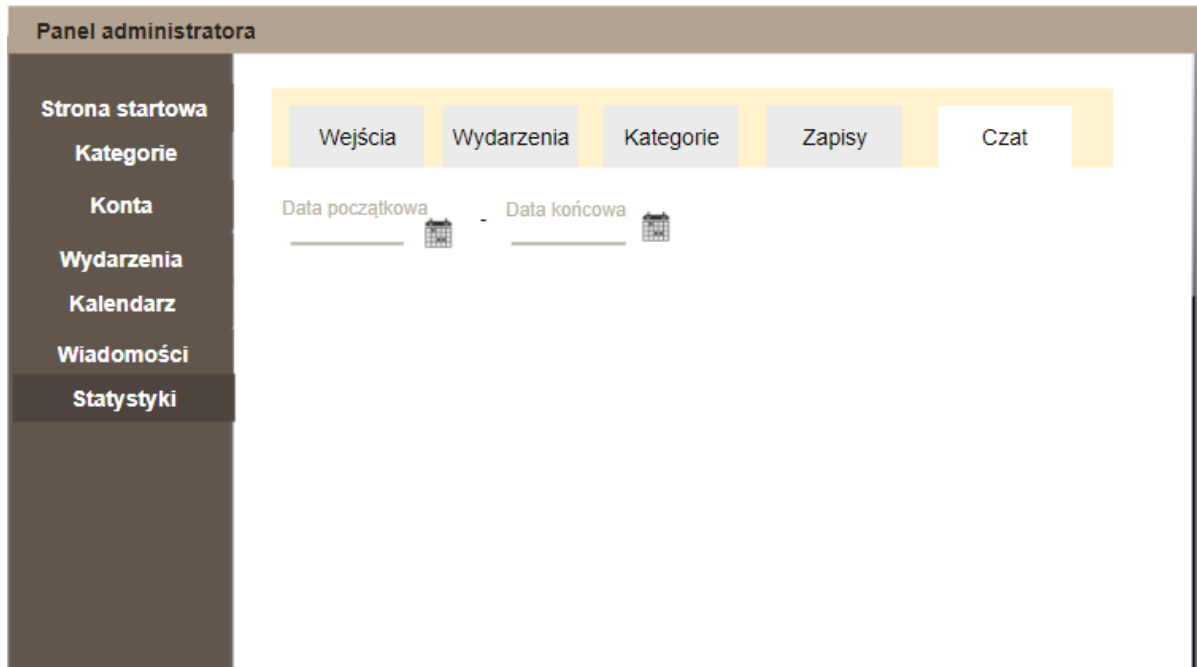 Panel administratora
Strona startowa
Kategorie
Konta
Wydarzenia
Kalendarz
Wiadomości
Statystyki
Wejścia Wydarzenia Kategorie Zapisy Czat
Data początkowa - Data końcowa